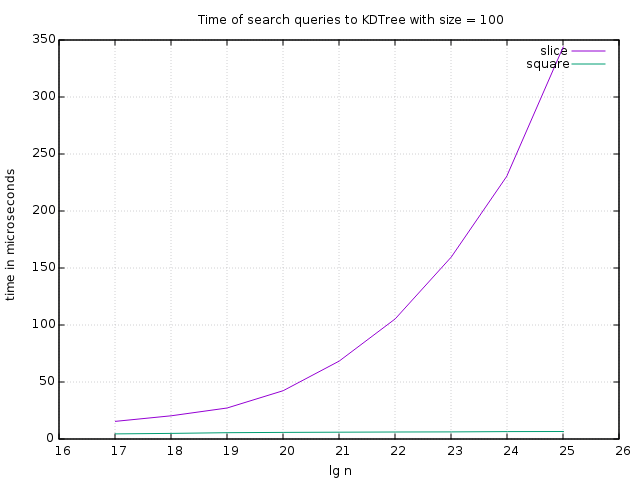 Time of search queries to KDTree with size = 100
350
300
250
200
150
100
50
0
time in microseconds
slice
square
16 17 18 19 20 21 22 23 24 25 26
lg n